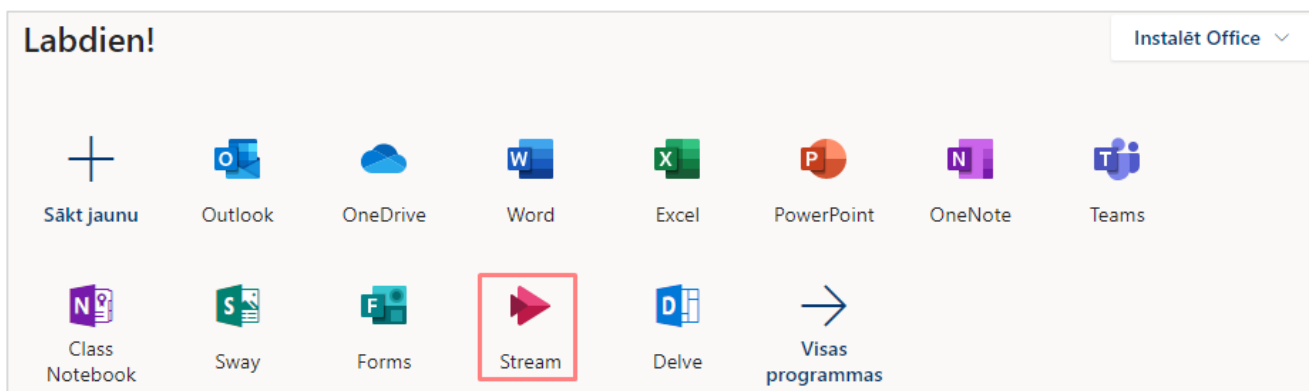 Labdien!
Instalēt Office
Sākt jaunu
Outlook
OneDrive
Word
Excel
PowerPoint
OneNote
Teams
Class
Notebook
Sway
Forms
Stream
Delve
Visas
programmas